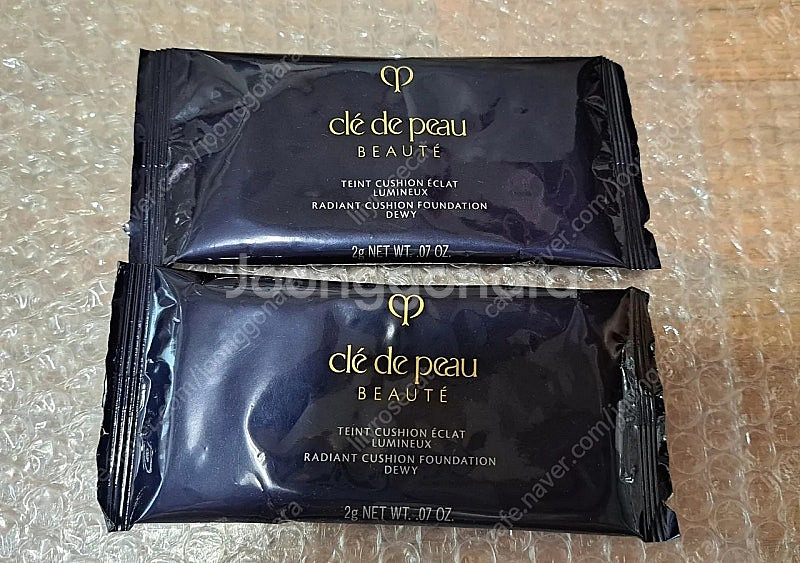 clé de peau
BEAUTÉ
TEINT CUSHION ÉCLAT
LUMINEUX
RADIANT CUSHION FOUNDATION
DEWY
2g NET WT. .07 OZ.
Joonggonara
clé de peau
BEAUTÉ
TEINT CUSHION ÉCLAT
LUMINEUX
RADIANT CUSHION FOUNDATION
DEWY
2g NET WT. .07 OZ.